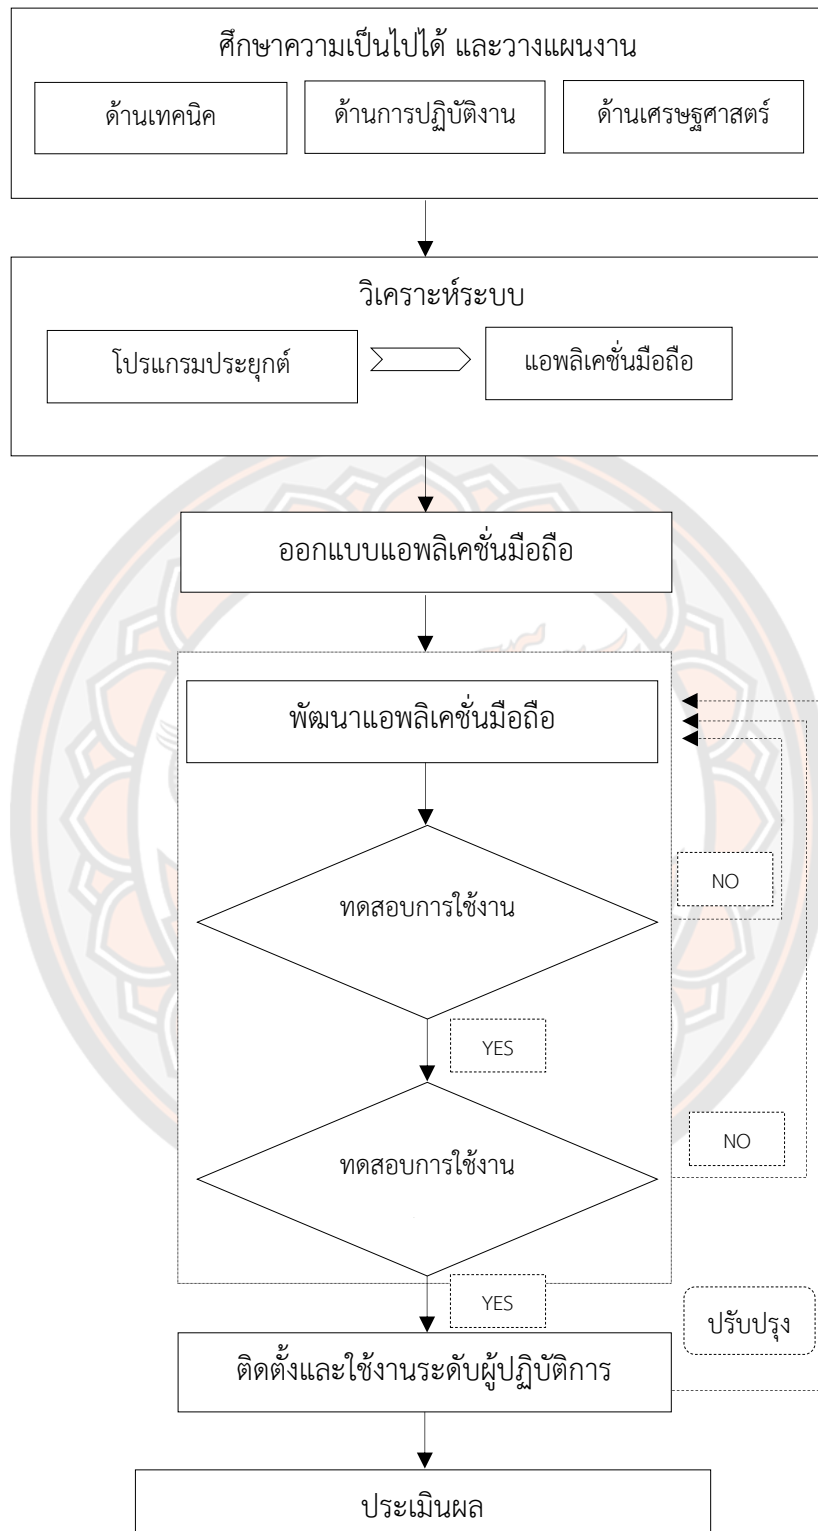 ศึกษาความเป็นไปได้ และวางแผนงาน
ด้านเทคนิค
ด้านการปฏิบัติงาน
ด้านเศรษฐศาสตร์
วิเคราะห์ระบบ
โปรแกรมประยุกต์
แอพลิเคชั่นมือถือ
ออกแบบแอพลิเคชั่นมือถือ
พัฒนาแอพลิเคชั่นมือถือ
ทดสอบการใช้งาน
NO
YES
ทดสอบการใช้งาน
NO
YES
ปรับปรุง
ติดตั้งและใช้งานระดับผู้ปฏิบัติการ
ประเมินผล